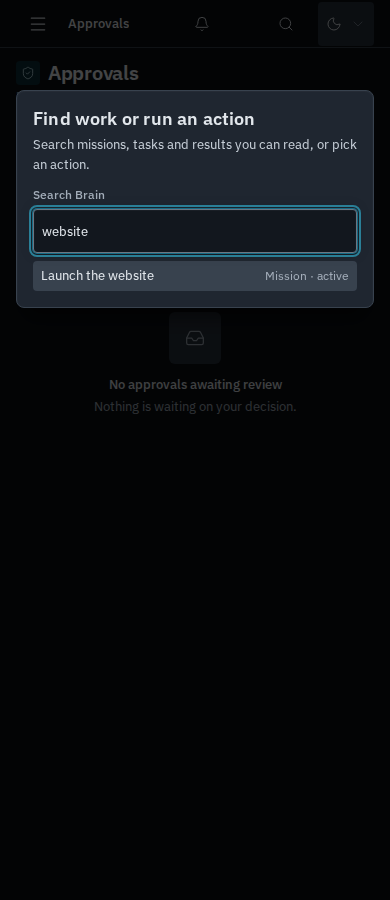 Approvals
Approvals
Find work or run an action
Search missions, tasks and results you can read, or pick
an action.
Search Brain
website
Launch the website Mission · active
No approvals awaiting review
Nothing is waiting on your decision.